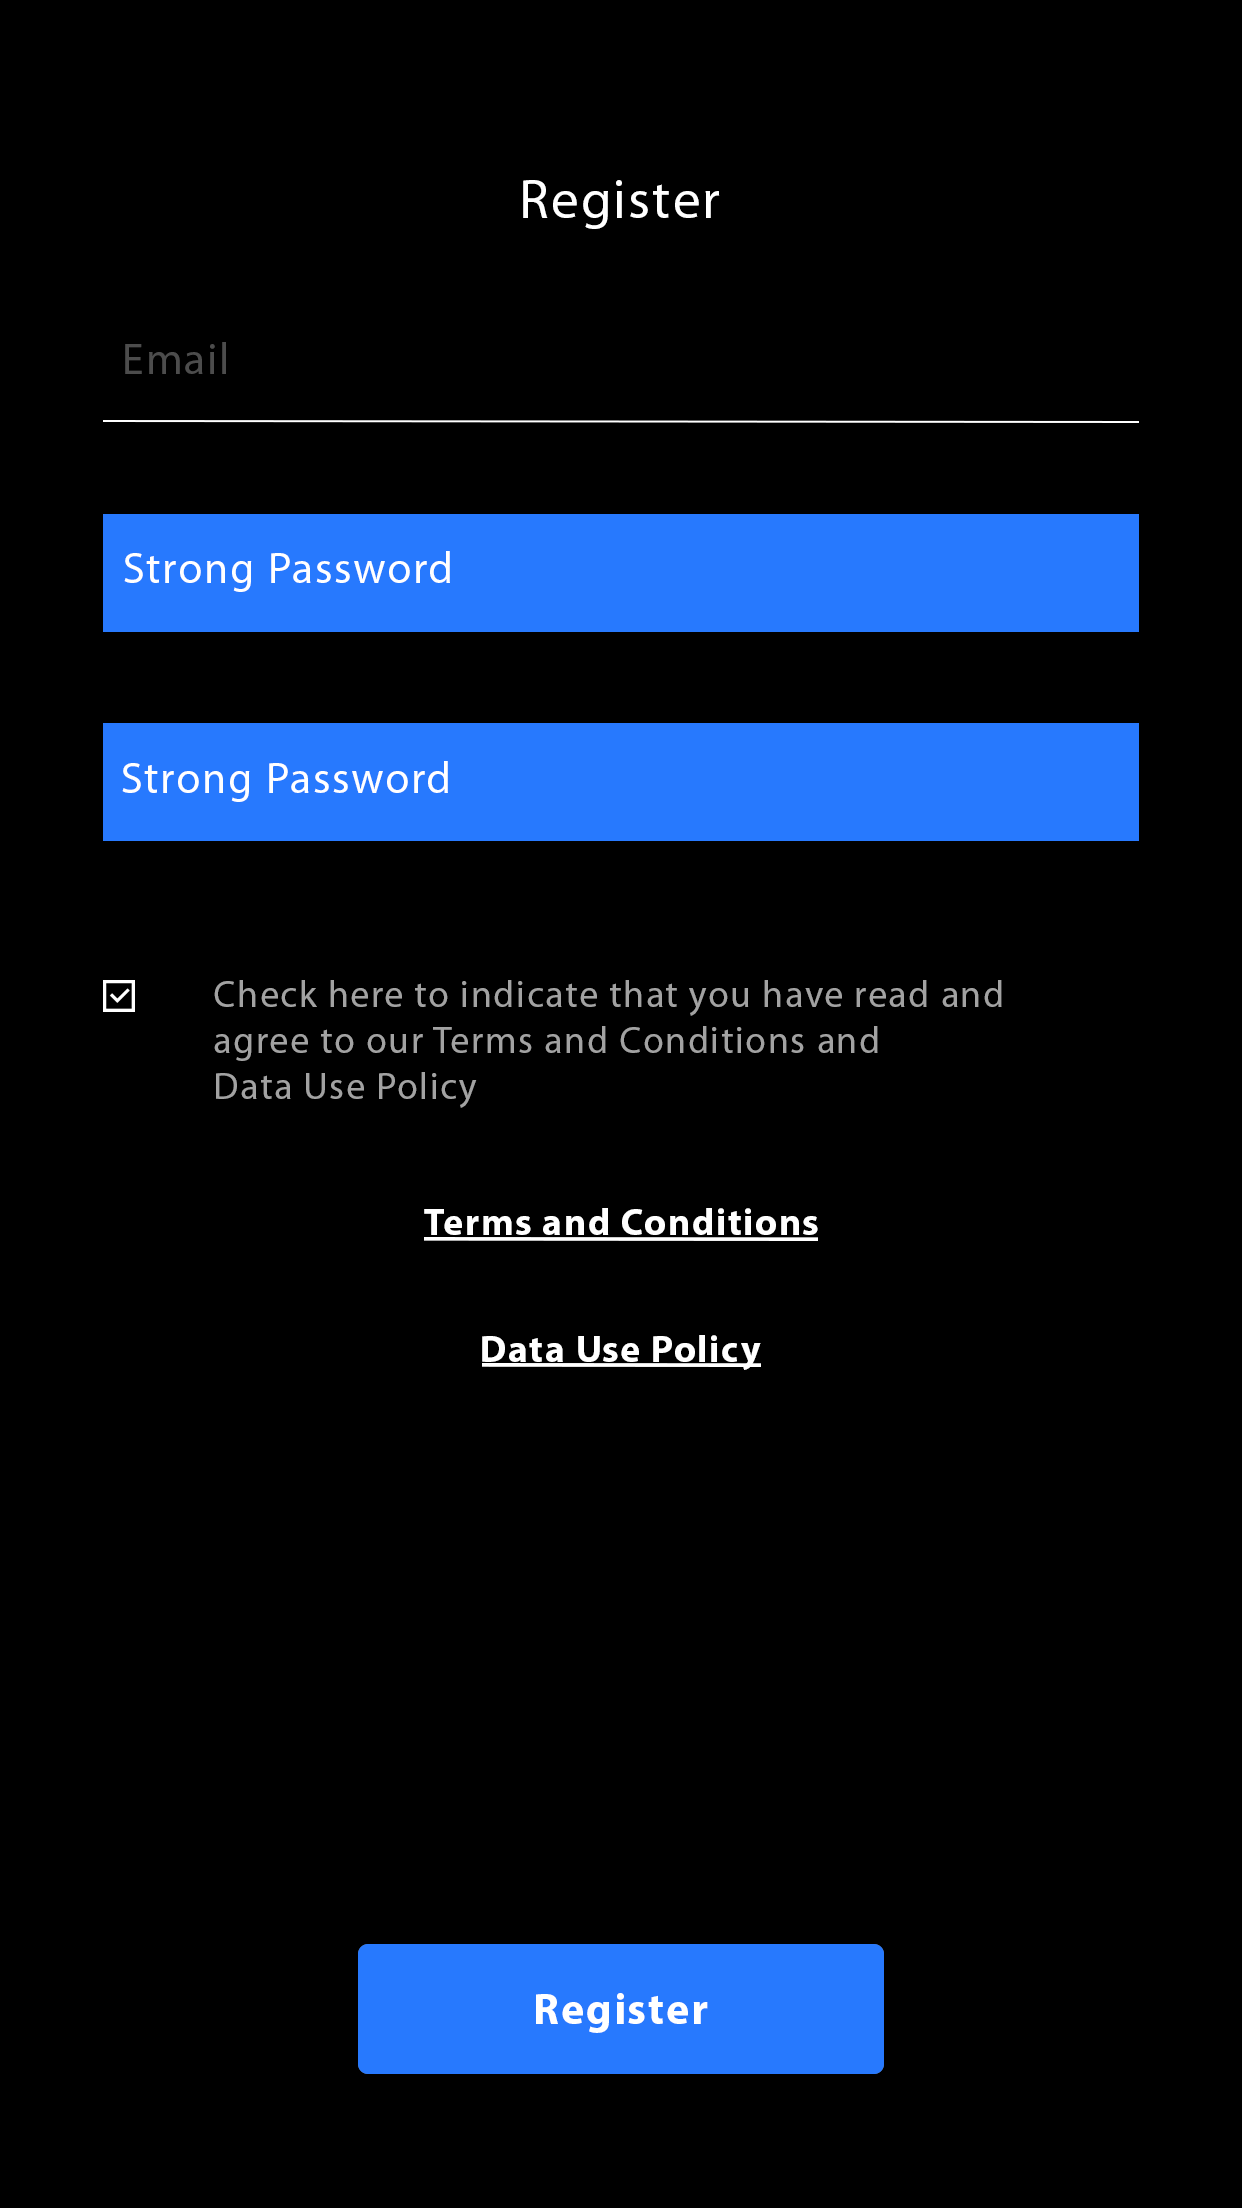 Register
Email
Strong Password
Strong Password
Check here to indicate that you have read and
agree to our Terms and Conditions and
Data Use Policy
Terms and Conditions
Data Use Policy
Register